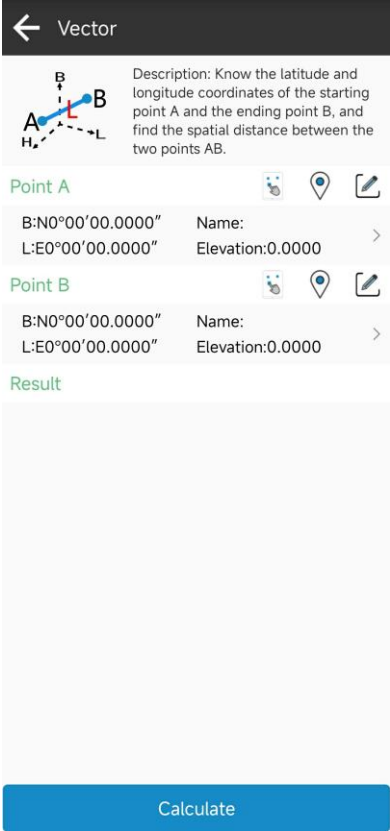 Vector
B
B
A
L
H
L
Description: Know the latitude and
longitude coordinates of the starting
point A and the ending point B, and
find the spatial distance between the
two points AB.
Point A
B:N0°00′00.0000″ Name:
L:E0°00′00.0000″ Elevation:0.0000
Point B
B:N0°00′00.0000″ Name:
L:E0°00′00.0000″ Elevation:0.0000
Result
Calculate